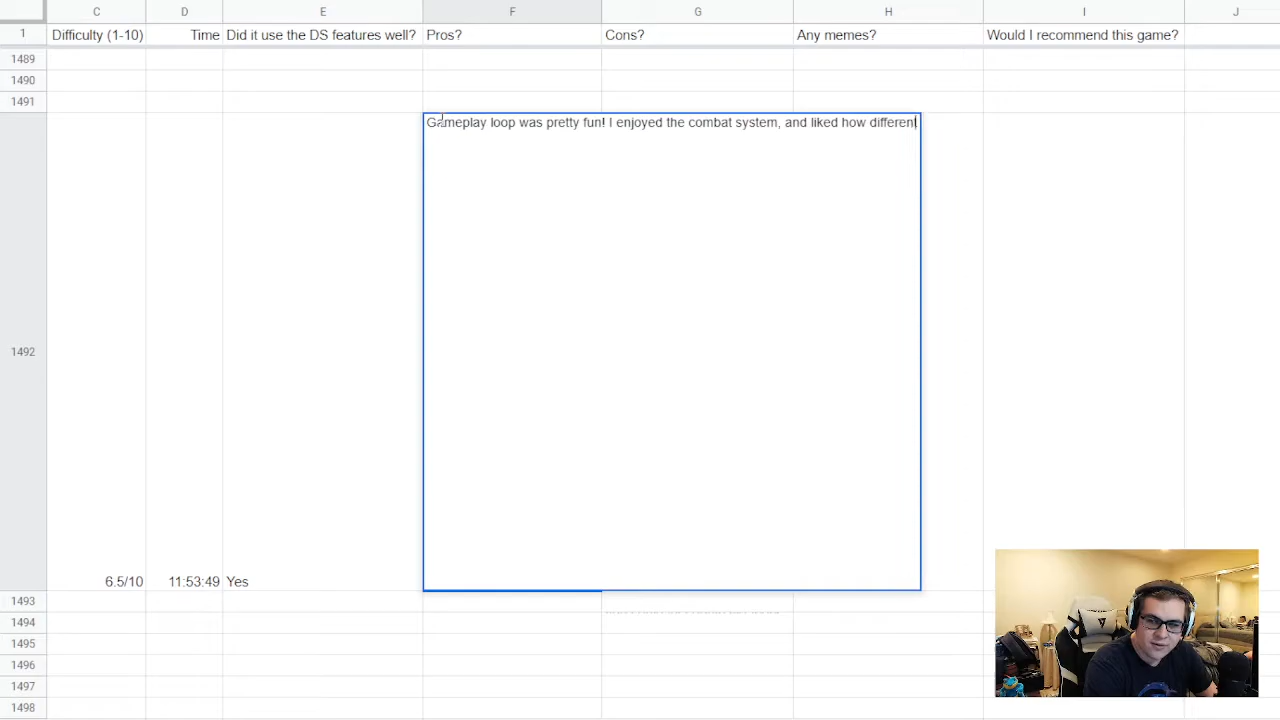 C D E F G H I J
1 Difficulty (1-10) Time Did it use the DS features well? Pros? Cons? Any memes? Would I recommend this game?
1489
1490
1491
Gameplay loop was pretty fun! I enjoyed the combat system, and liked how different
1492
6.5/10 11:53:49 Yes
1493
1494
1495
1496
1497
1498